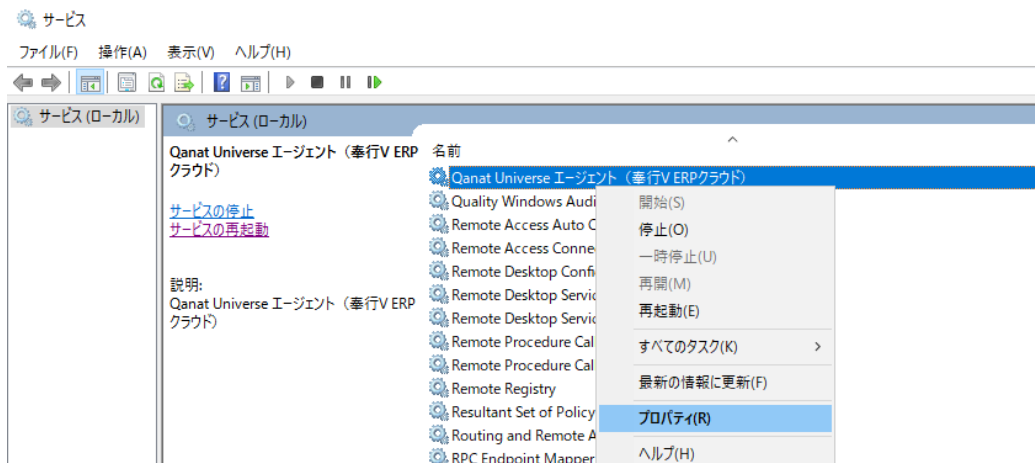 サービス
ファイル(F) 操作(A) 表示(V) ヘルプ(H)
サービス (ローカル)
サービス (ローカル)
Qanat Universe エージェント（奉行V ERP
クラウド）
サービスの停止
サービスの再起動
説明:
Qanat Universe エージェント（奉行V ERP
クラウド）
名前
Qanat Universe エージェント（奉行V ERPクラウド）
Quality Windows Audi
Remote Access Auto C
Remote Access Conne
Remote Desktop Confi
Remote Desktop Servic
Remote Desktop Servic
Remote Procedure Cal
Remote Procedure Cal
Remote Registry
Resultant Set of Policy
Routing and Remote A
RPC Endpoint Mapper
開始(S)
停止(O)
一時停止(U)
再開(M)
再起動(E)
すべてのタスク(K)
最新の情報に更新(F)
プロパティ(R)
ヘルプ(H)